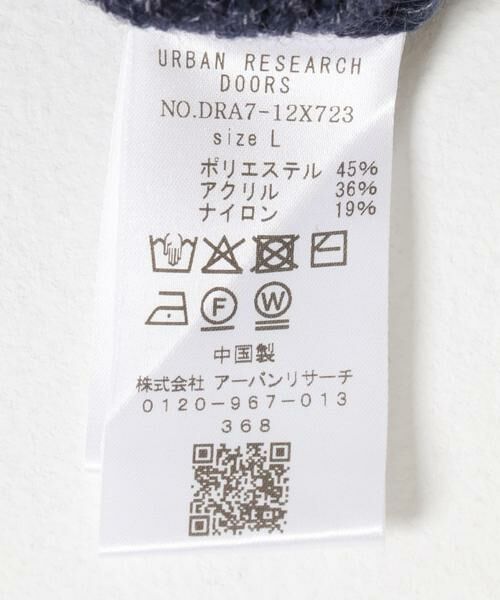 URBAN RESEARCH
DOORS
NO.DRA7-12X723
size L
ポリエステル 45%
アクリル 36%
ナイロン 19%
F W
中国製
株式会社 アーバンリサーチ
0120-967-013
368